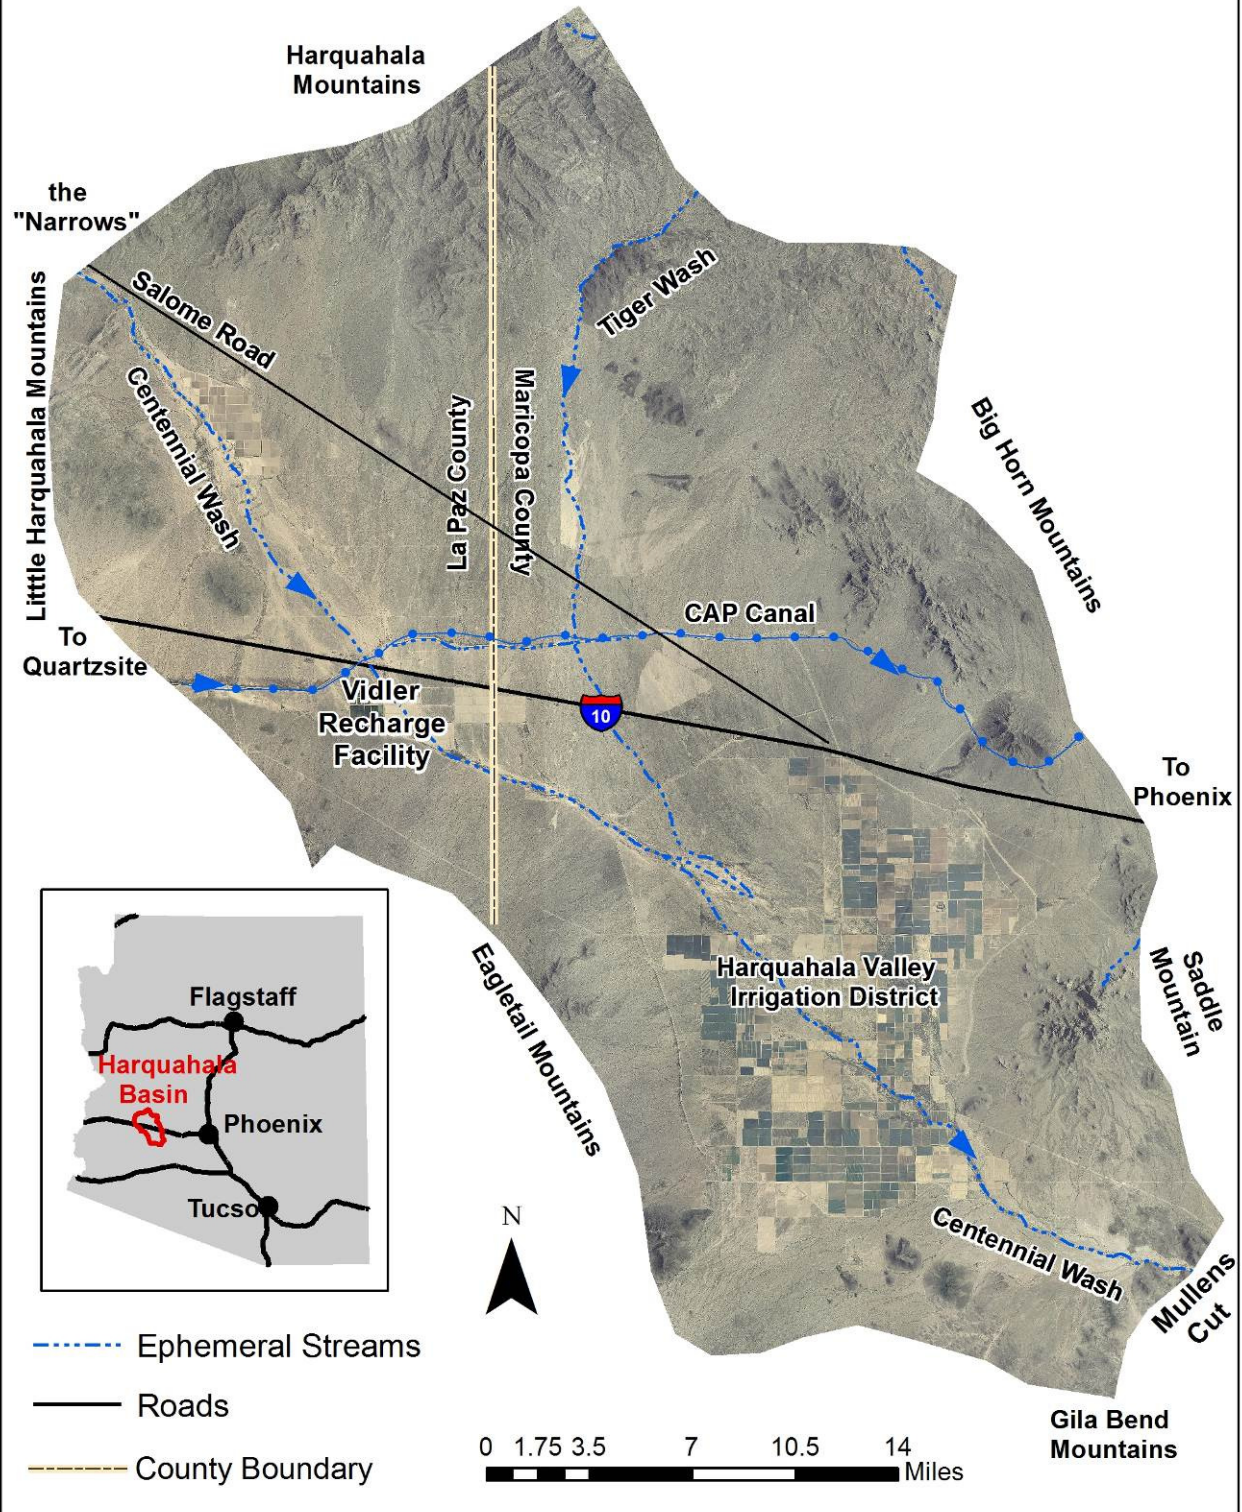 Harquahala
Mountains
the
"Narrows"
Little Harquahala Mountains
Salome Road
Tiger Wash
Centennial Wash
La Paz County
Maricopa County
Big Horn Mountains
CAP Canal
To
Quartzsite
Vidler
Recharge
Facility
10
To
Phoenix
Eagletail Mountains
Harquahala Valley
Irrigation District
Saddle
Mountain
Flagstaff
Harquahala
Basin
Phoenix
Tucso
N
Centennial Wash
Mullens
Cut
Ephemeral Streams
Roads
County Boundary
Gila Bend
Mountains
0 1.75 3.5 7 10.5 14
Miles